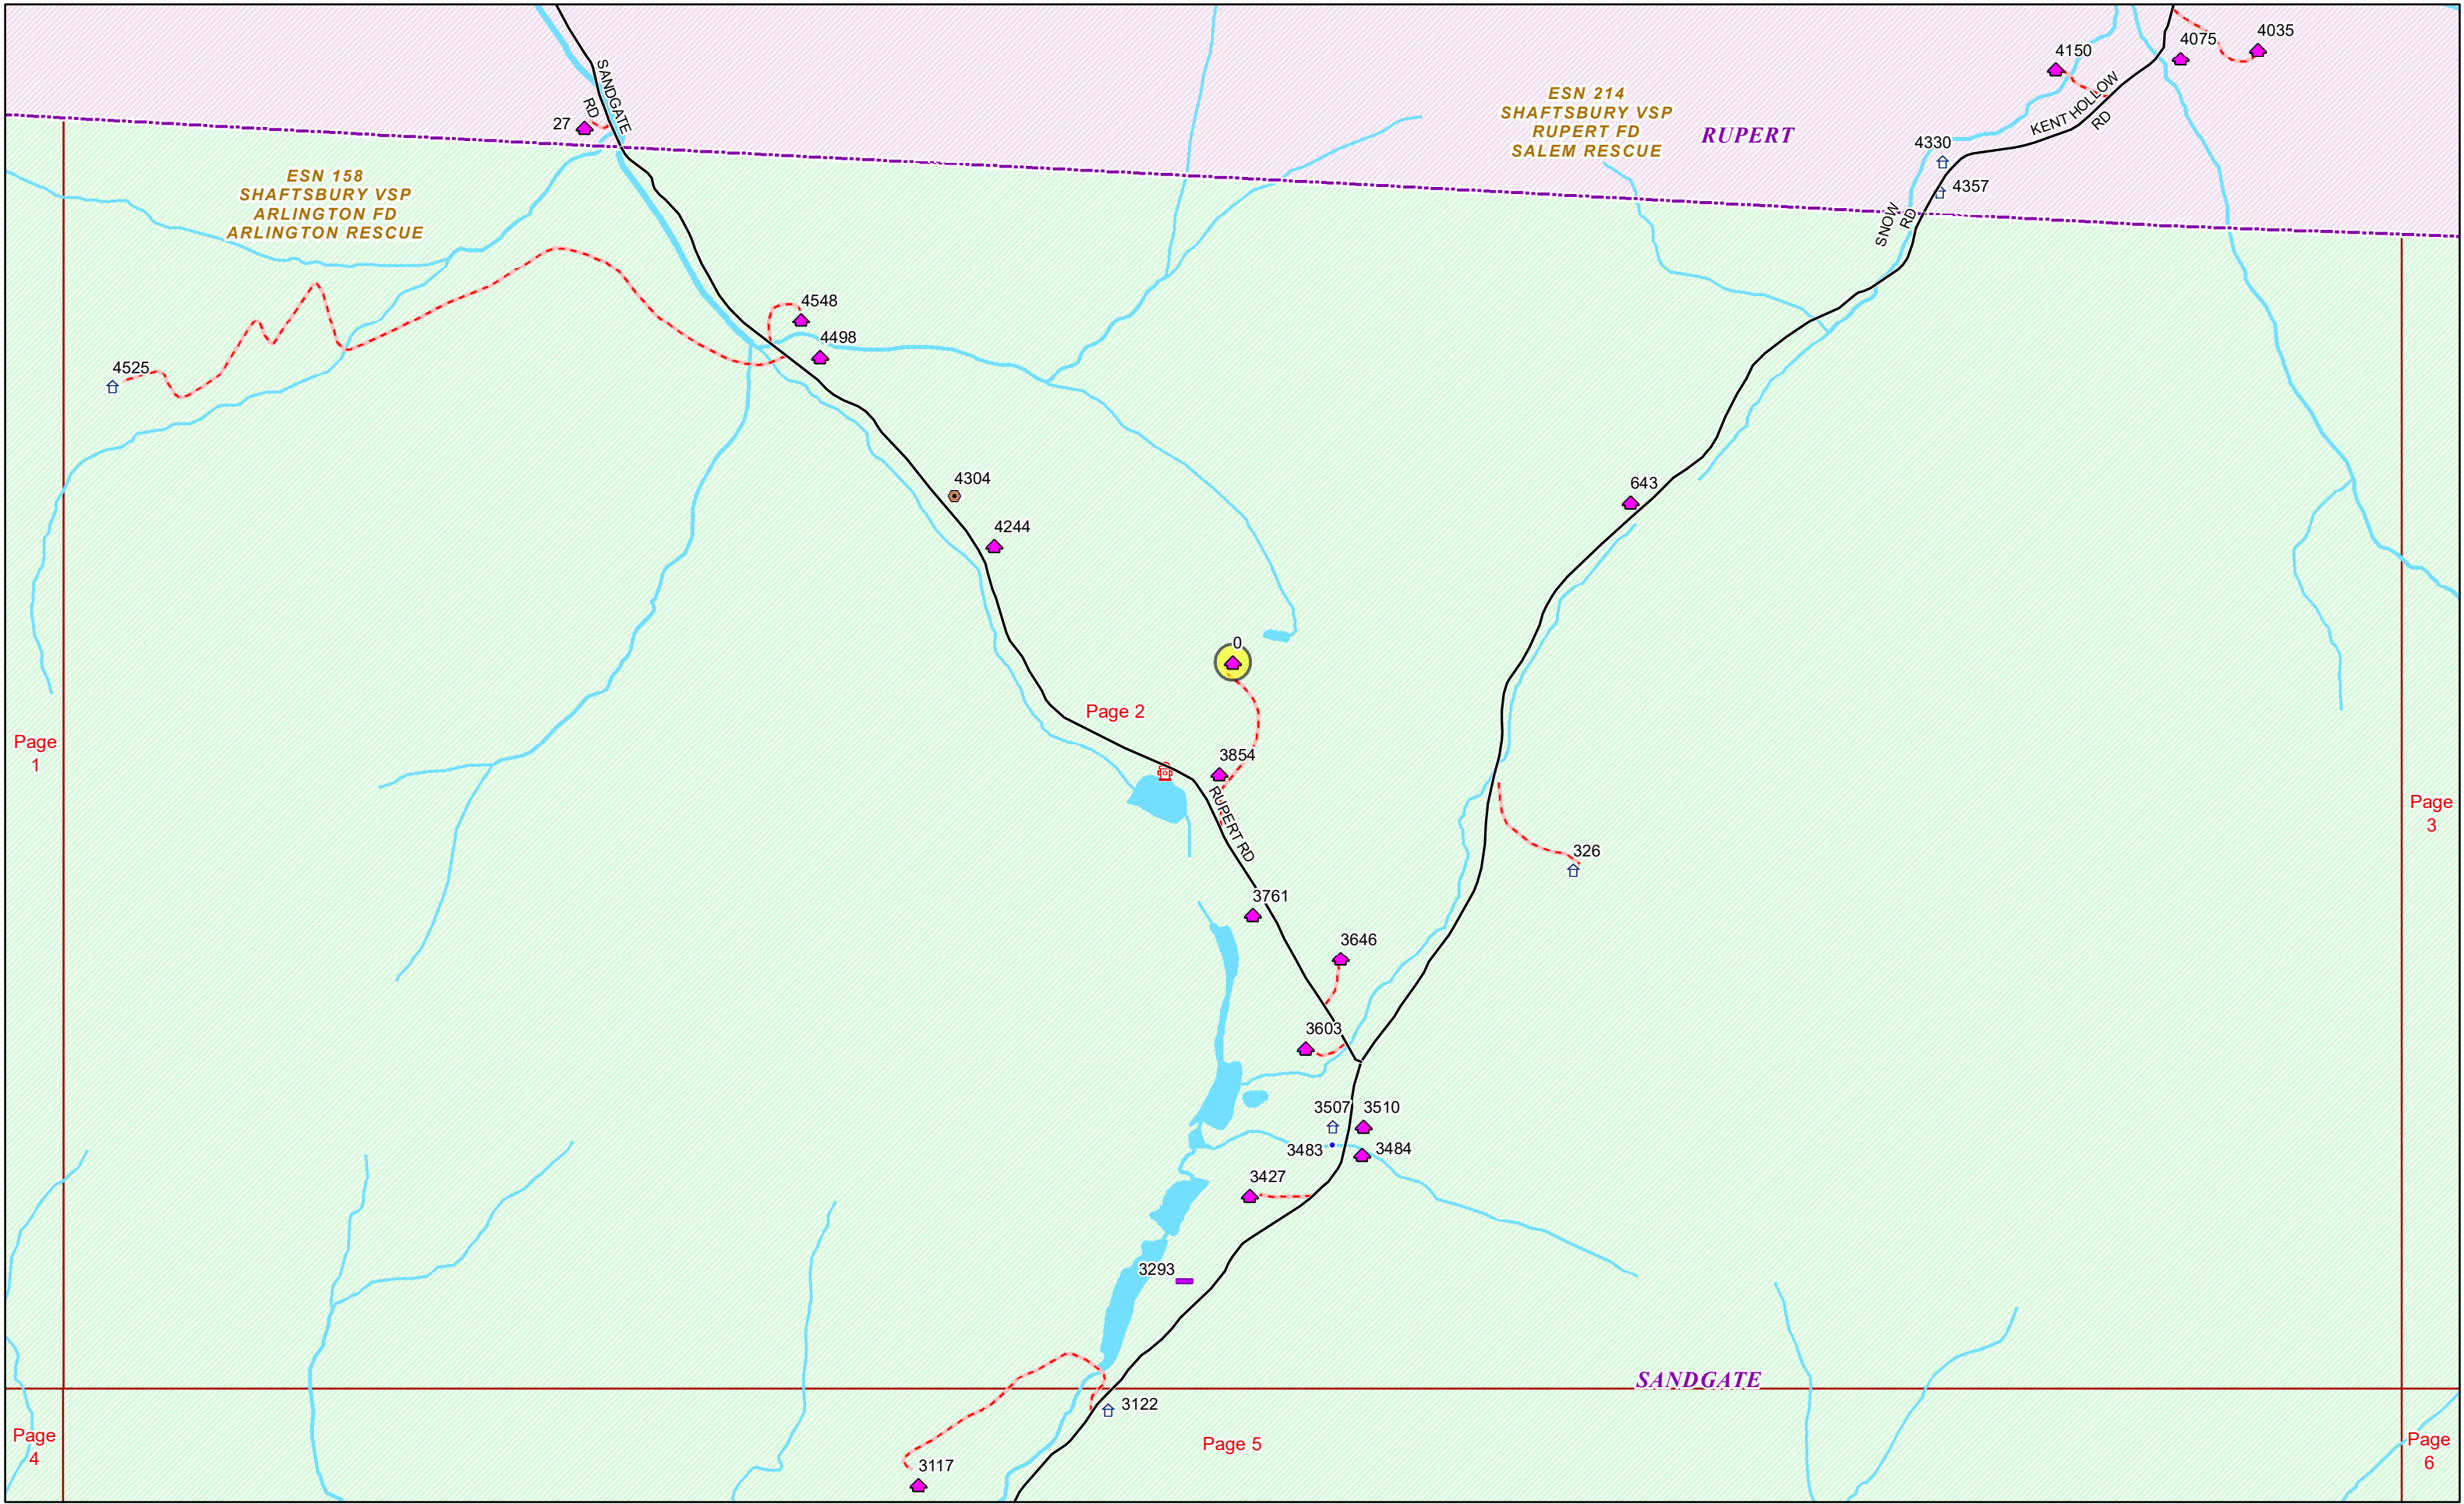 4035
4075
4150
SANDGATE
RD
27
ESN 214
SHAFTSBURY VSP
RUPERT FD
SALEM RESCUE
RUPERT
KENT HOLLOW
RD
4330
4357
SNOW
RD
ESN 158
SHAFTSBURY VSP
ARLINGTON FD
ARLINGTON RESCUE
4548
4498
4525
4304
643
4244
0
Page 2
Page
1
3854
RUPERT RD
Page
3
326
3761
3646
3603
3507
3510
3483
3484
3427
3293
SANDGATE
3122
Page
4
Page 5
Page
6
3117